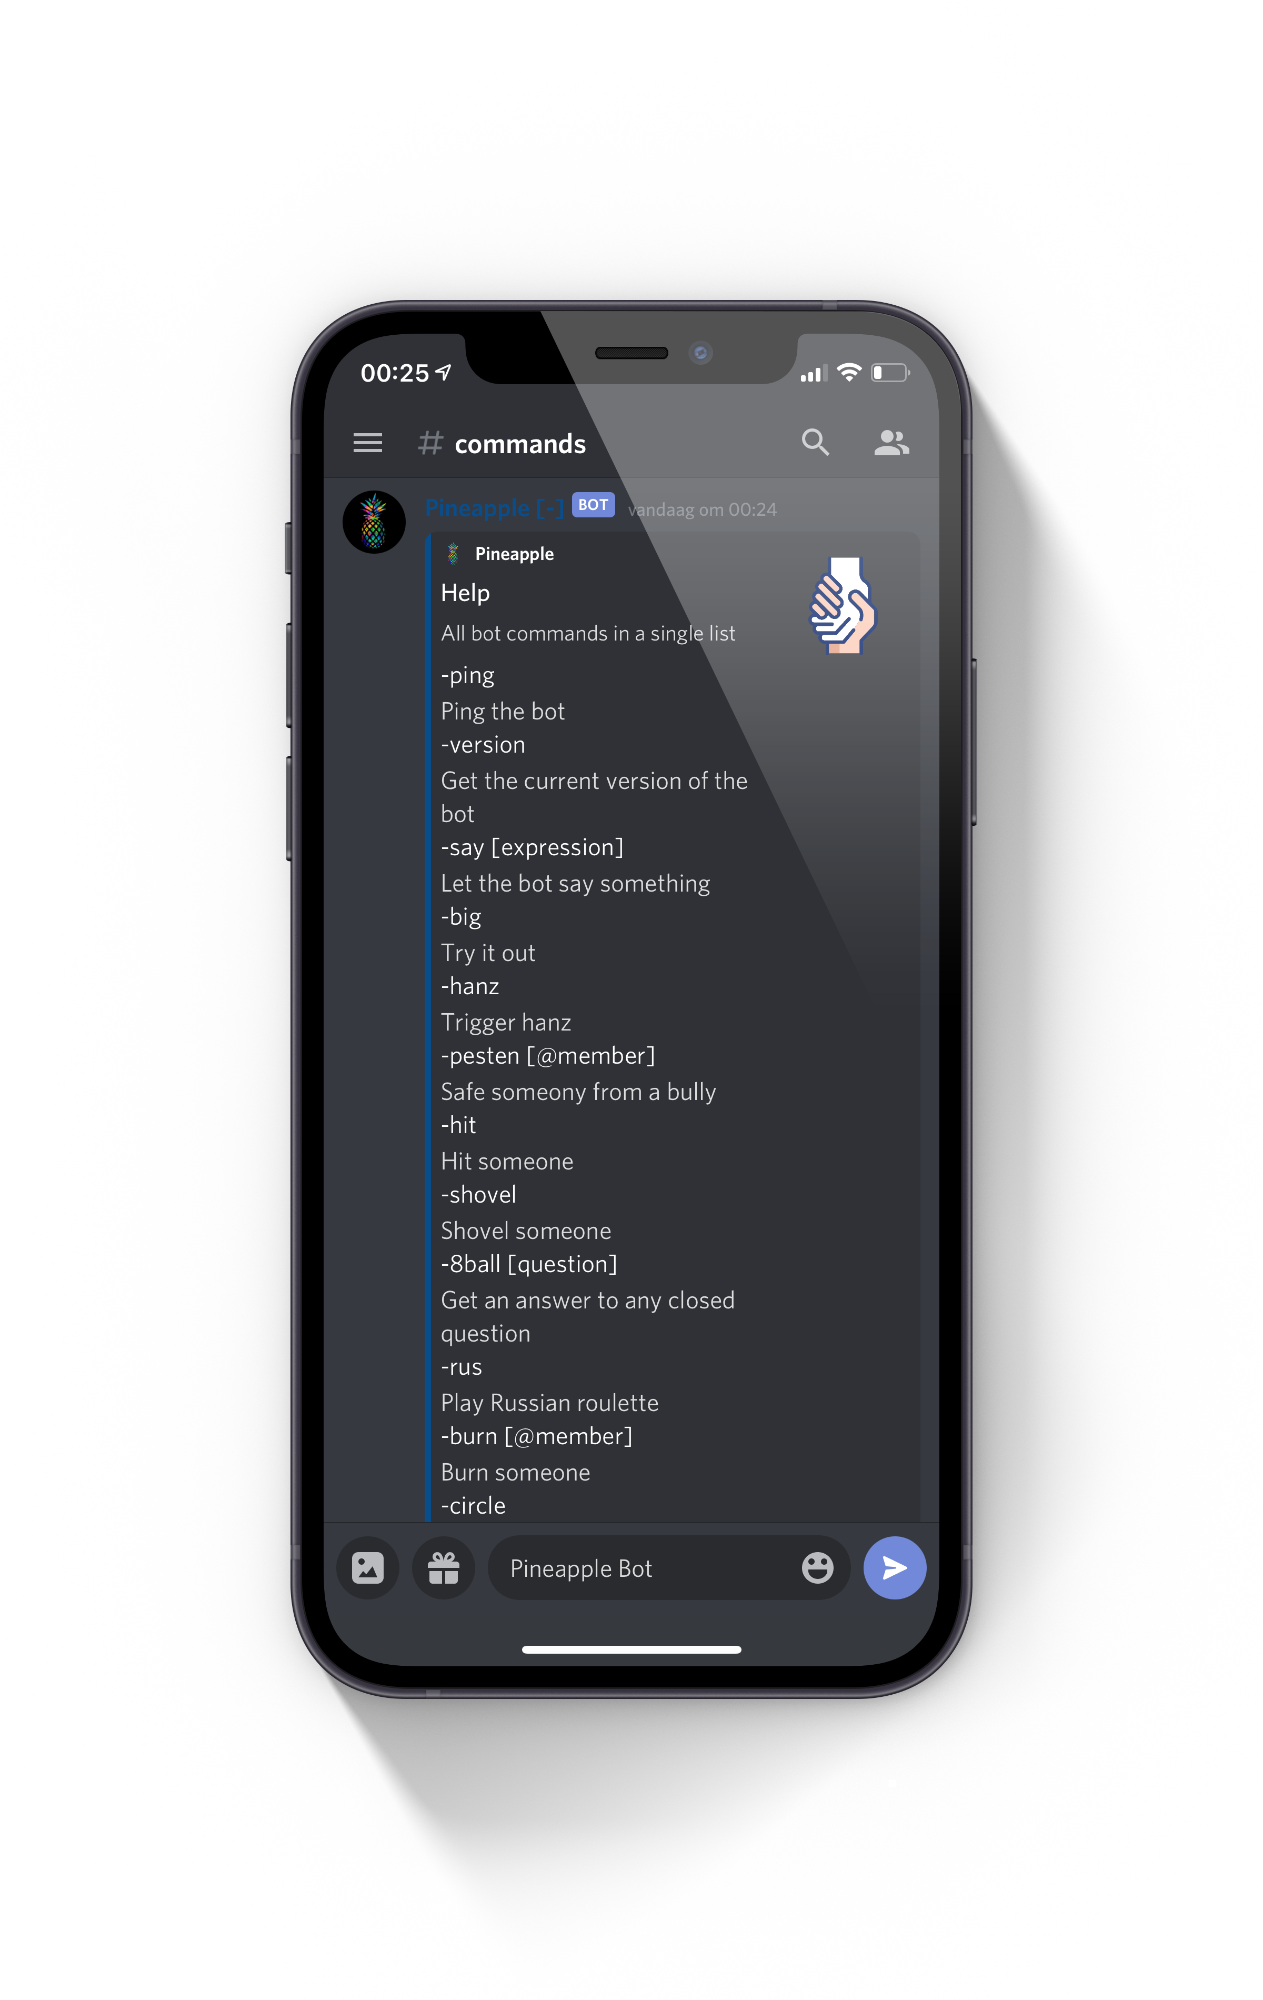 00:25
# commands
Pineapple [-] BOT vandaag om 00:24
Pineapple
Help
All bot commands in a single list
-ping
Ping the bot
-version
Get the current version of the
bot
-say [expression]
Let the bot say something
-big
Try it out
-hanz
Trigger hanz
-pesten [@member]
Safe someony from a bully
-hit
Hit someone
-shovel
Shovel someone
-8ball [question]
Get an answer to any closed
question
-rus
Play Russian roulette
-burn [@member]
Burn someone
-circle
Pineapple Bot